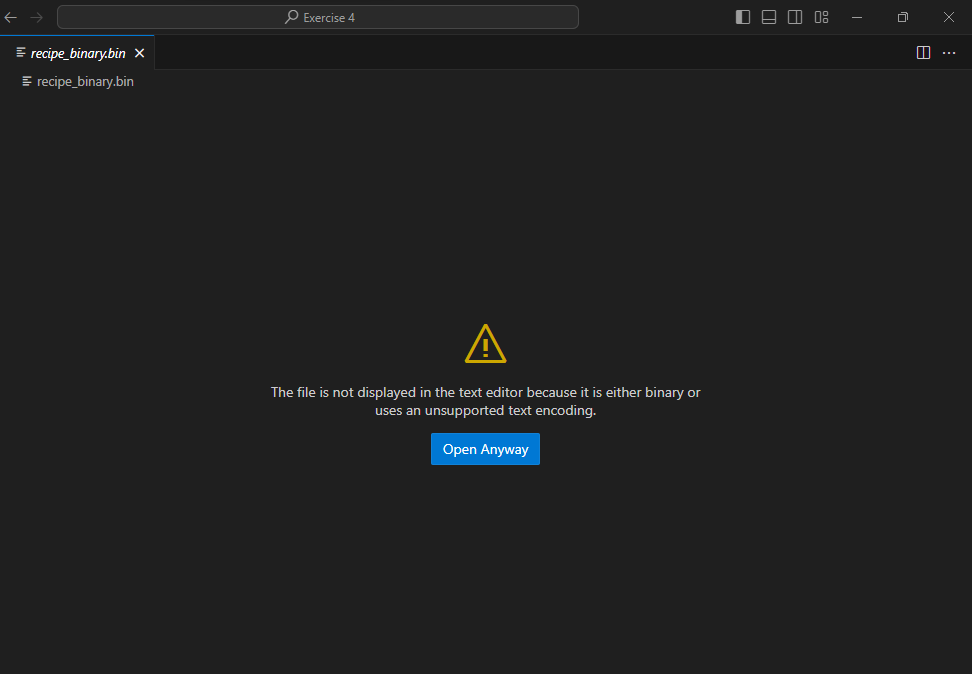 Exercise 4
recipe_binary.bin
recipe_binary.bin
The file is not displayed in the text editor because it is either binary or
uses an unsupported text encoding.
Open Anyway